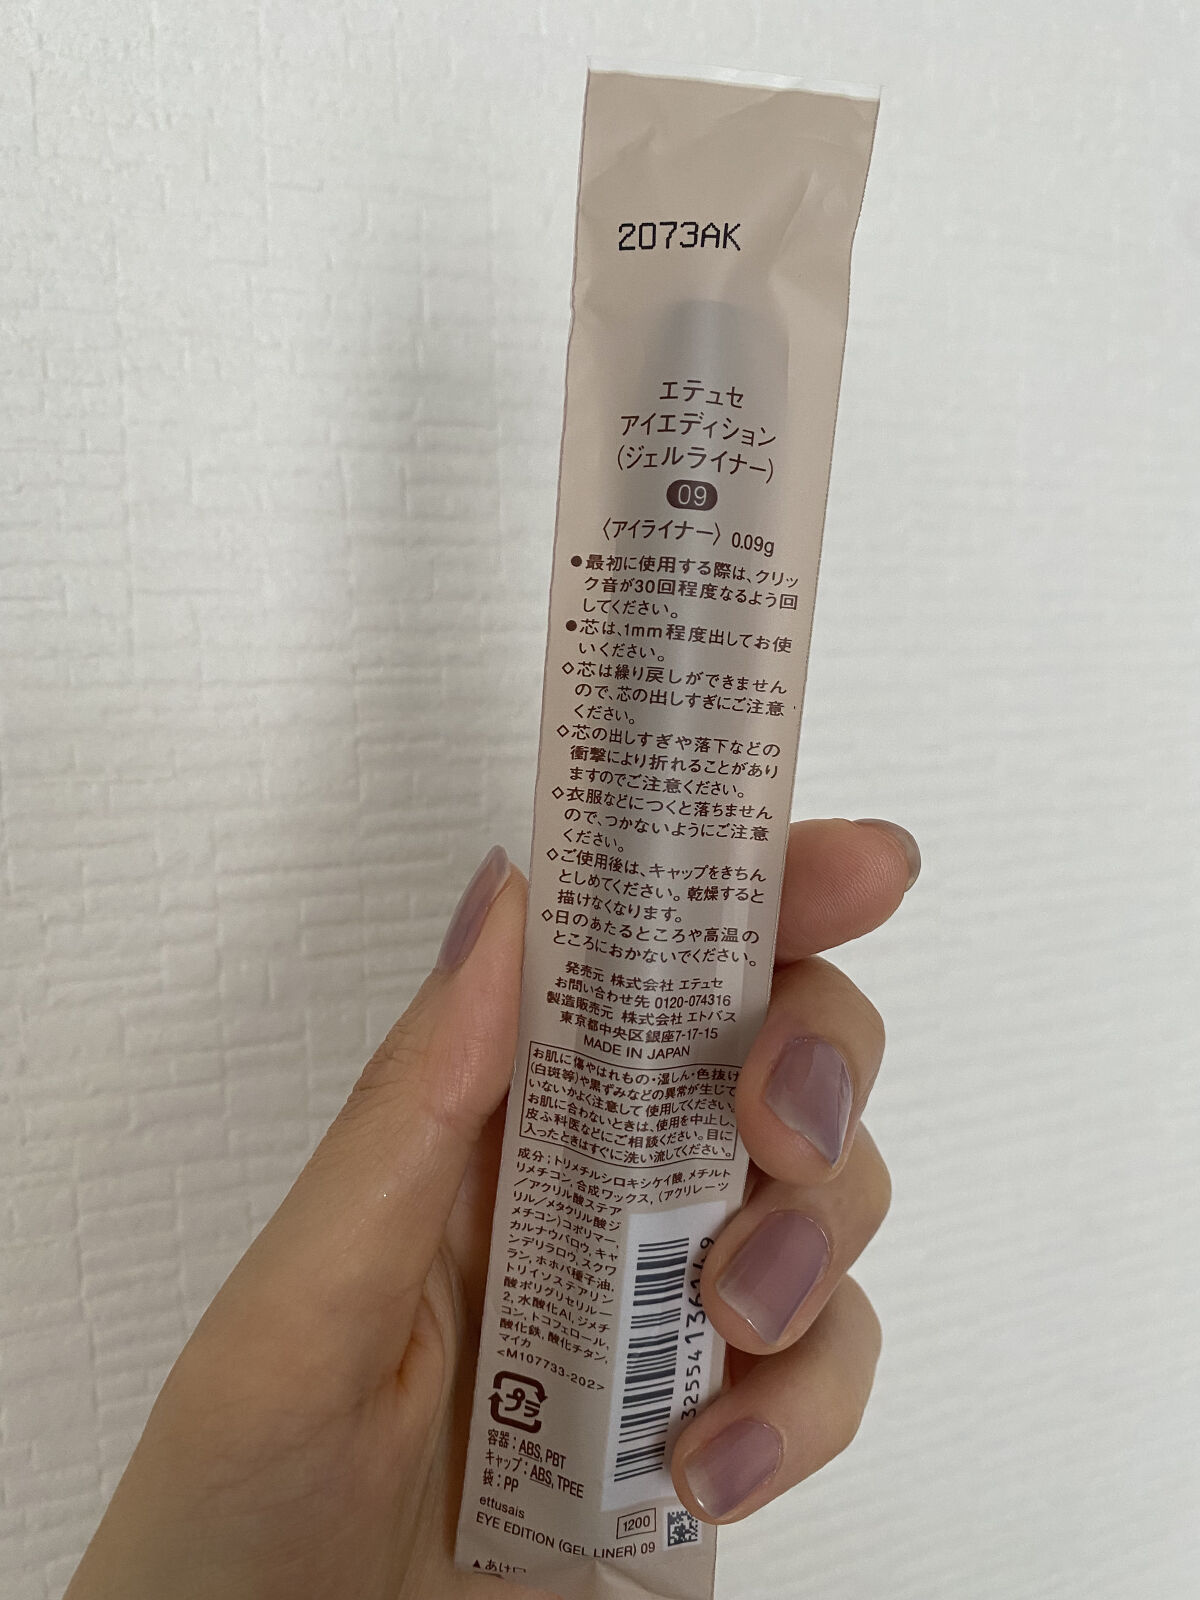 2073AK
エテュセ
アイエディション
(ジェルライナー)
09
〈アイライナー〉 0.09g
●最初に使用する際は、クリッ
ク音が30回程度なるよう回
してください。
●芯は、1mm程度出してお使
いください。
◇芯は繰り戻しができません
ので、芯の出しすぎにご注意
ください。
◇芯の出しすぎや落下などの
衝撃により折れることがあり
ますのでご注意ください。
◇衣服などにつくと落ちません
ので、つかないようにご注意
ください。
◇ご使用後は、キャップをきちん
としめてください。乾燥すると
描けなくなります。
◇日のあたるところや高温の
ところにおかないでください。
発売元 株式会社 エテュセ
お問い合わせ先 0120-074316
製造販売元 株式会社 エトバス
東京都中央区銀座7-17-15
MADE IN JAPAN
お肌に傷やはれもの・湿しん・色抜け
(白斑等)や黒ずみなどの異常が生じて
いないかよく注意して使用してください。
お肌に合わないときは、使用を中止し、
皮ふ科医などにご相談ください。目に
入ったときはすぐに洗い流してください。
成分:トリメチルシロキシケイ酸,メチルト
リメチコン,合成ワックス,(アクリレーツ
/アクリル酸ステア
リル/メタクリル酸ジ
メチコン)コポリマー,
カルナウバロウ,キャ
ンデリラロウ,スクワ
ラン,ホホバ種子油,
トリイソステアリン
酸ポリグリセリル-
2,水酸化Al,ジメチ
コン,トコフェロール,
酸化鉄,酸化チタン,
マイカ
<M107733-202>
プラ
容器:ABS,PBT
キャップ:ABS,TPEE
袋:PP
ettusais
EYE EDITION (GEL LINER) 09
1200
▲あけ口